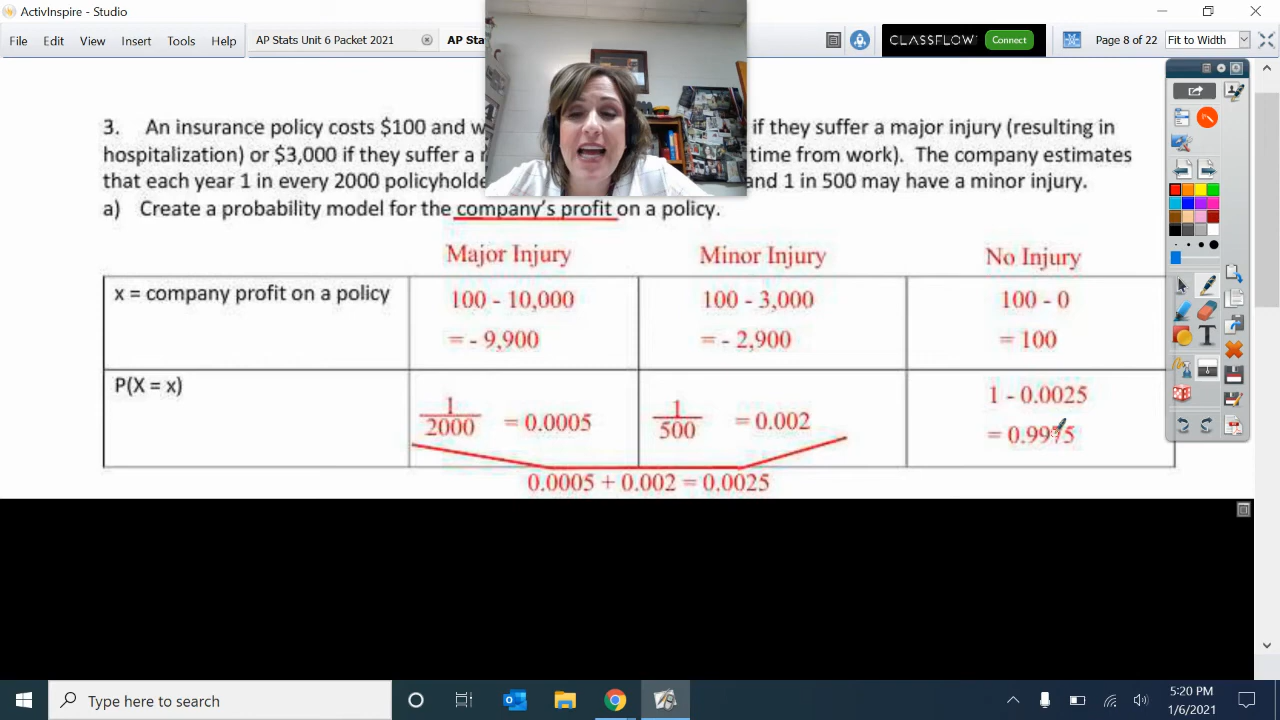 ActivInspire - Studio
File Edit View Insert Tools Help
AP Stats Unit 6 Packet 2021
AP Sta
CLASSFLOW Connect
Page 8 of 22
Fit to Width
3. An insurance policy costs $100 and w if they suffer a major injury (resulting in
hospitalization) or $3,000 if they suffer a time from work). The company estimates
that each year 1 in every 2000 policyholde and 1 in 500 may have a minor injury.
a) Create a probability model for the company's profit on a policy.
Major Injury Minor Injury No Injury
x = company profit on a policy
100 - 10,000 100 - 3,000 100 - 0
= - 9,900 = - 2,900 = 100
P(X = x)
1/2000 = 0.0005 1/500 = 0.002
1 - 0.0025
= 0.9975
0.0005 + 0.002 = 0.0025
Type here to search
5:20 PM
1/6/2021